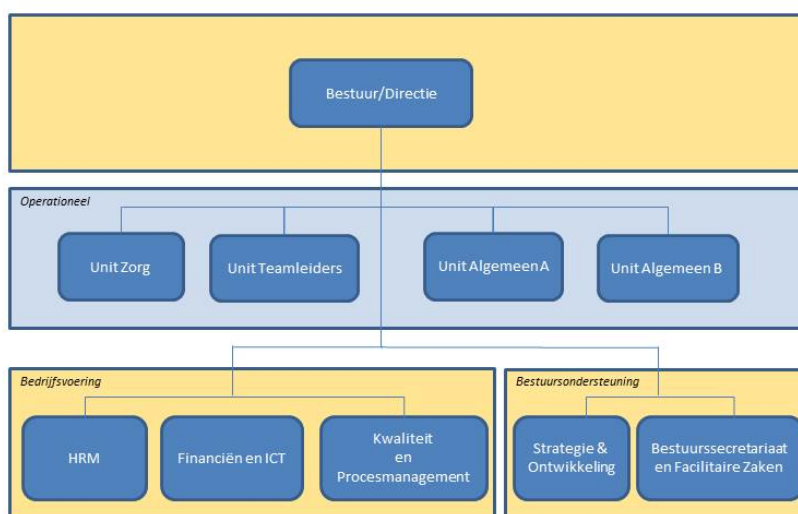 Bestuur/Directie
Operationeel
Unit Zorg
Unit Teamleiders
Unit Algemeen A
Unit Algemeen B
Bedrijfsvoering
HRM
Financiën en ICT
Kwaliteit
en
Procesmanagement
Bestuursondersteuning
Strategie &
Ontwikkeling
Bestuurssecretariaat
en Facilitaire Zaken